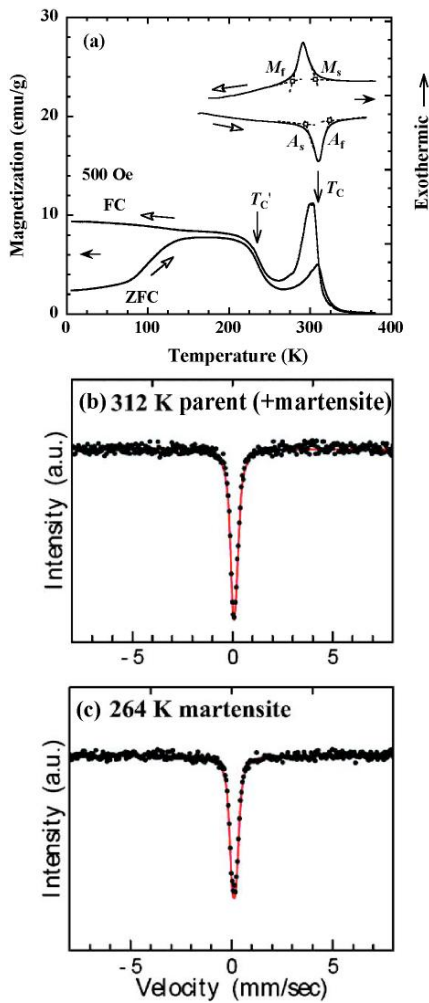 (a)
Exothermic
Magnetization (emu/g)
30
20
10
0
0
100
200
300
400
Temperature (K)
M_f
M_s
A_s
A_f
500 Oe
FC
ZFC
T_C'
T_C
(b) 312 K parent (+martensite)
Intensity (a.u.)
-5
0
5
(c) 264 K martensite
Intensity (a.u.)
-5
0
5
Velocity (mm/sec)